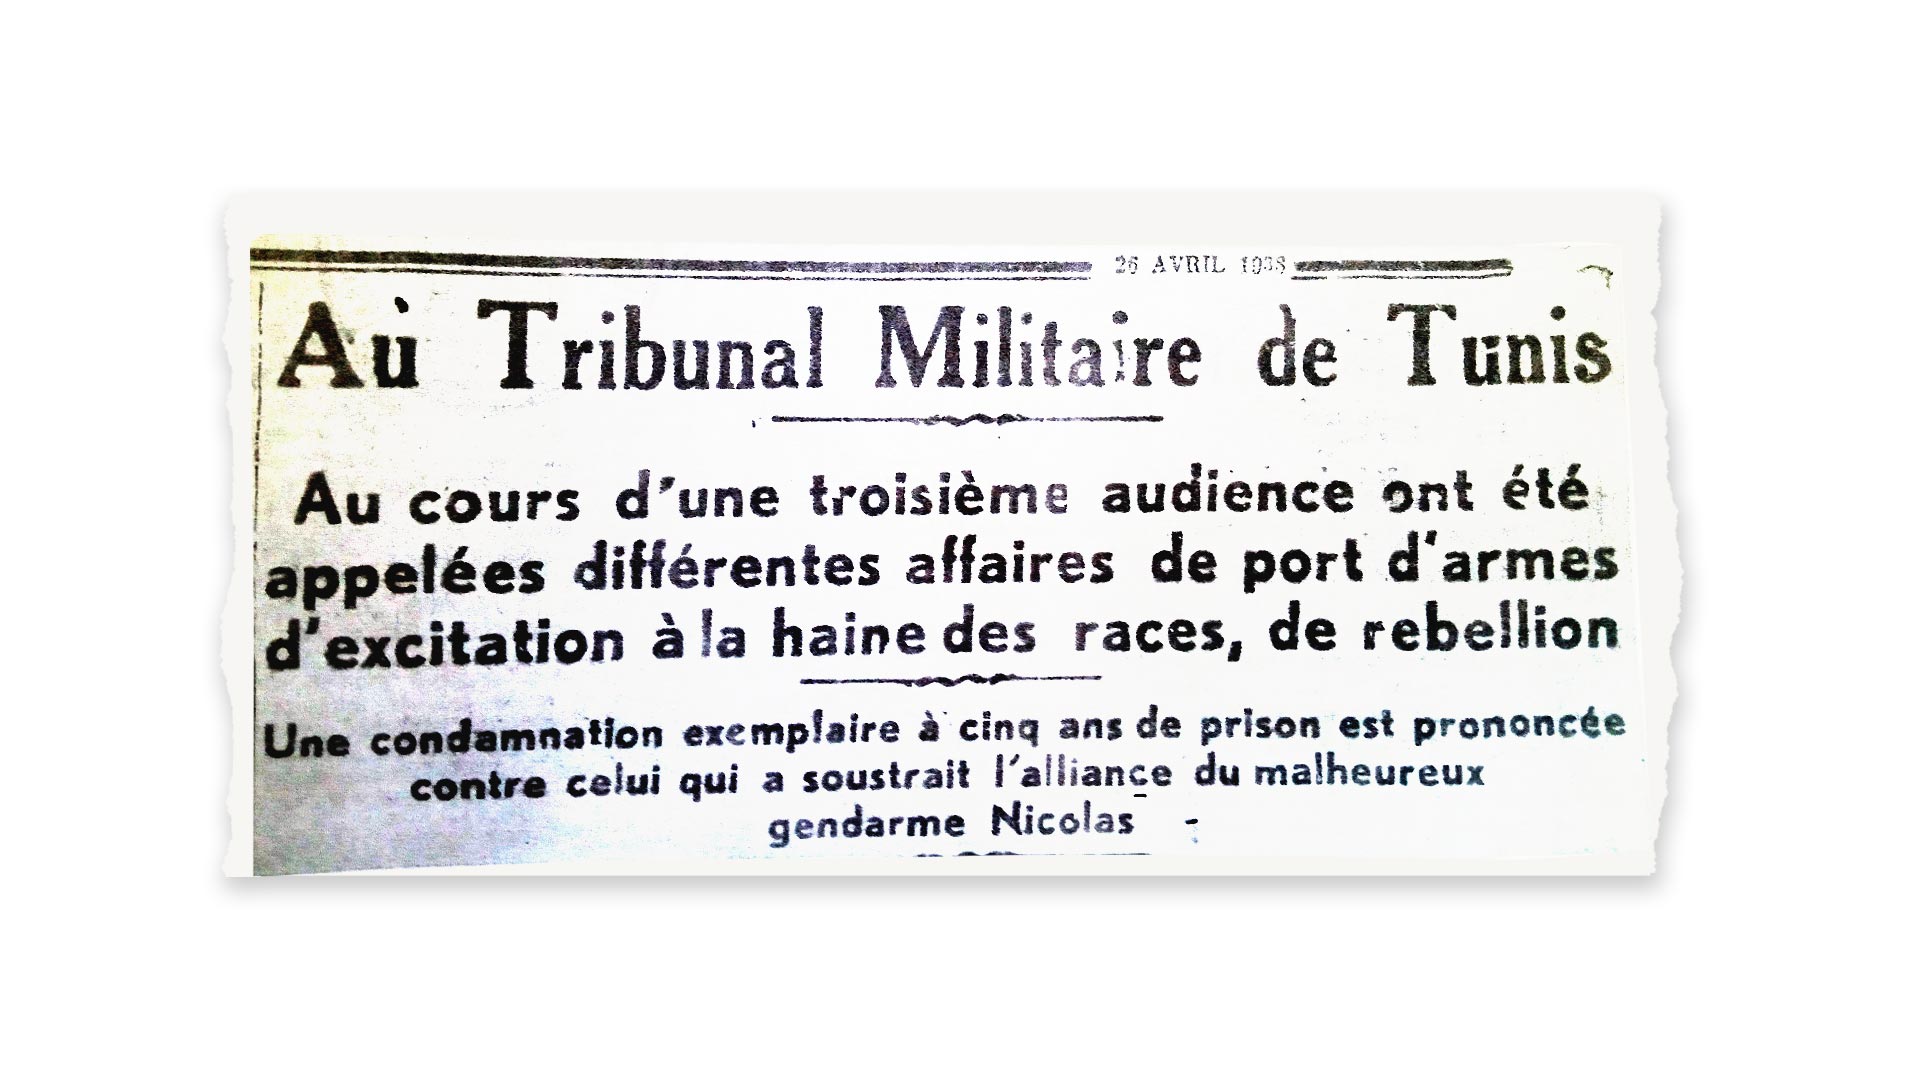 26 AVRIL 1938
Au Tribunal Militaire de Tunis
Au cours d'une troisième audience ont été
appelées différentes affaires de port d'armes
d'excitation à la haine des races, de rebellion
Une condamnation exemplaire à cinq ans de prison est prononcée
contre celui qui a soustrait l'alliance du malheureux
gendarme Nicolas